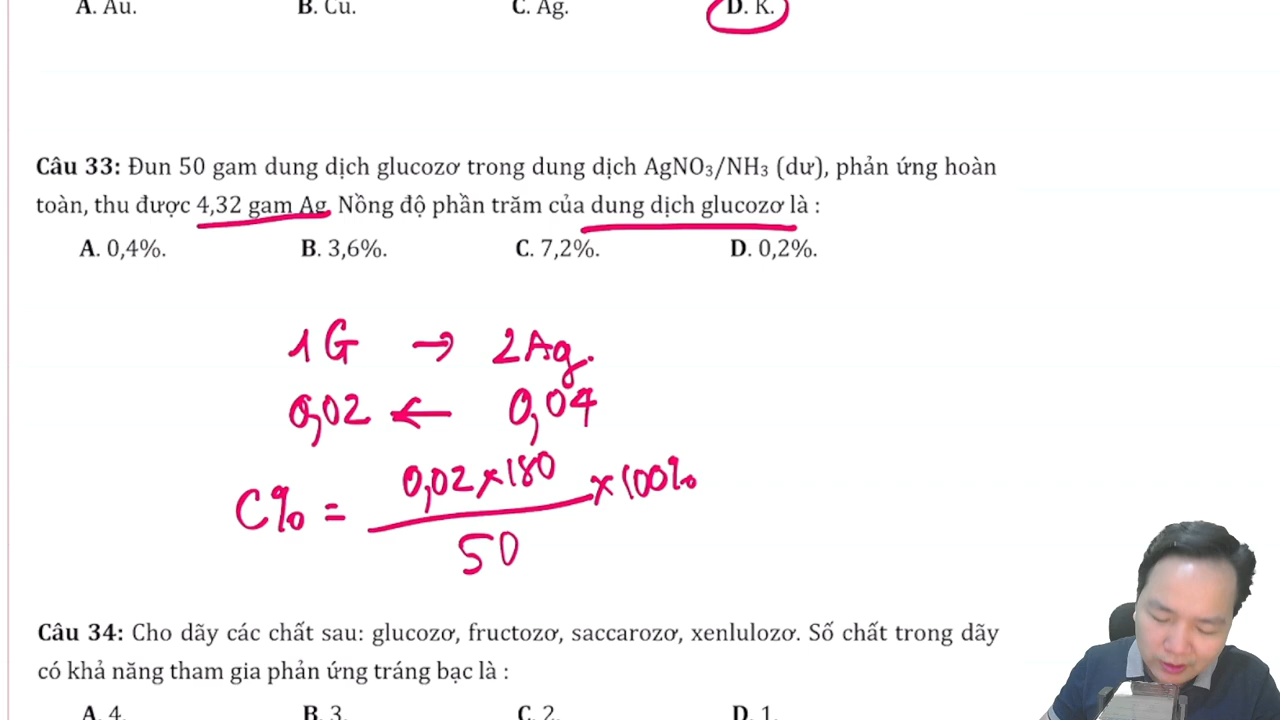 A. Au. B. Cu. C. Ag. D. K.
Câu 33: Đun 50 gam dung dịch glucozơ trong dung dịch AgNO₃/NH₃ (dư), phản ứng hoàn
toàn, thu được 4,32 gam Ag. Nồng độ phần trăm của dung dịch glucozơ là :
A. 0,4%. B. 3,6%. C. 7,2%. D. 0,2%.
1G → 2Ag.
0,02 ← 0,04
C% = 0,02×180 ×100%
50
Câu 34: Cho dãy các chất sau: glucozơ, fructozơ, saccarozơ, xenlulozơ. Số chất trong dãy
có khả năng tham gia phản ứng tráng bạc là :
A. 4. B. 3. C. 2. D. 1.